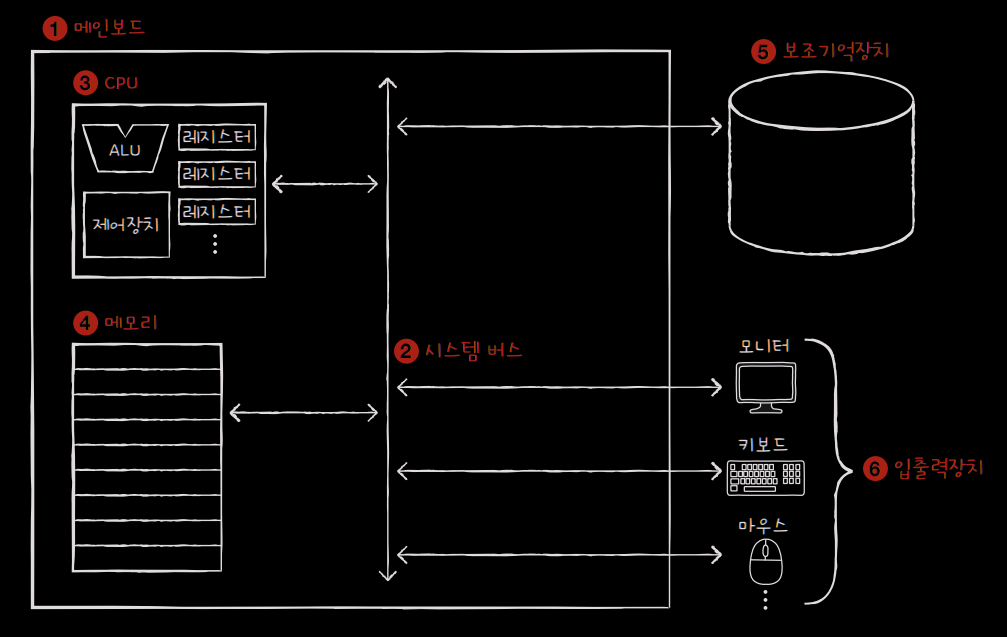 1 메인보드
3 CPU
ALU
제어장치
레지스터
레지스터
레지스터
4 메모리
2 시스템 버스
5 보조기억장치
모니터
키보드
마우스
6 입출력장치